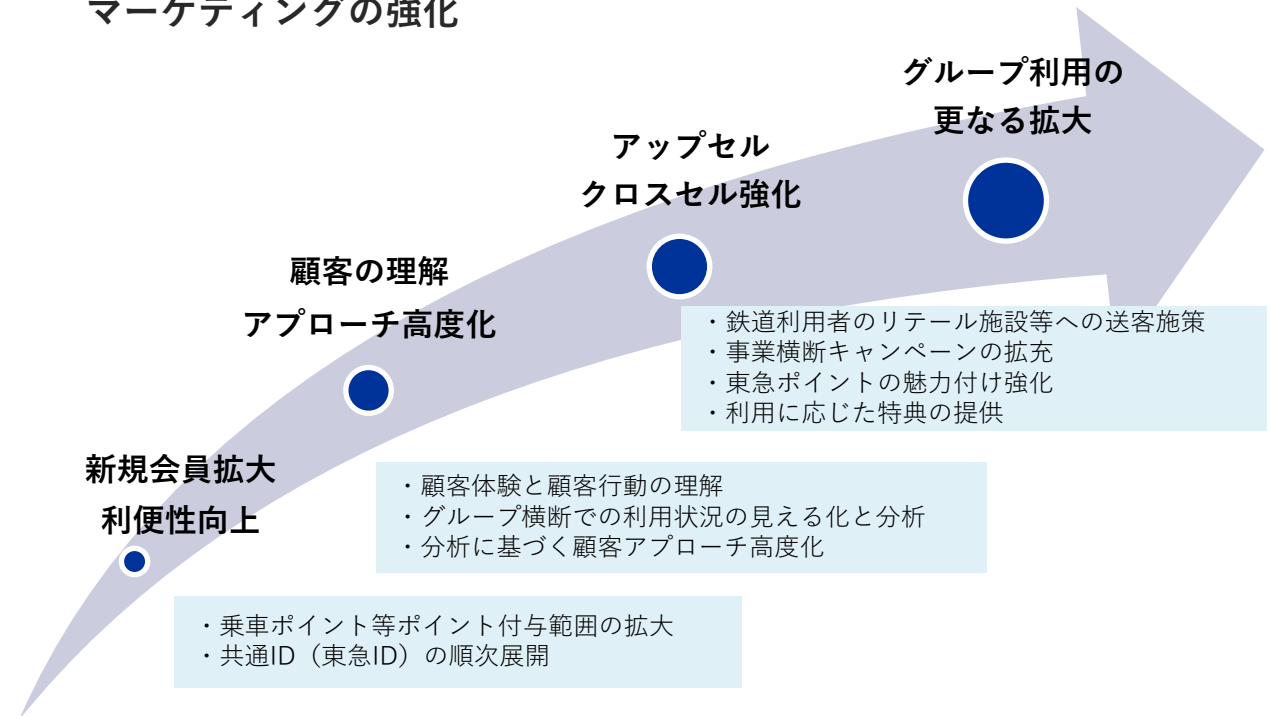 マーケティングの強化
グループ利用の
更なる拡大
アップセル
クロスセル強化
顧客の理解
アプローチ高度化
・鉄道利用者のリテール施設等への送客施策
・事業横断キャンペーンの拡充
・東急ポイントの魅力付け強化
・利用に応じた特典の提供
新規会員拡大
利便性向上
・顧客体験と顧客行動の理解
・グループ横断での利用状況の見える化と分析
・分析に基づく顧客アプローチ高度化
・乗車ポイント等ポイント付与範囲の拡大
・共通ID（東急ID）の順次展開